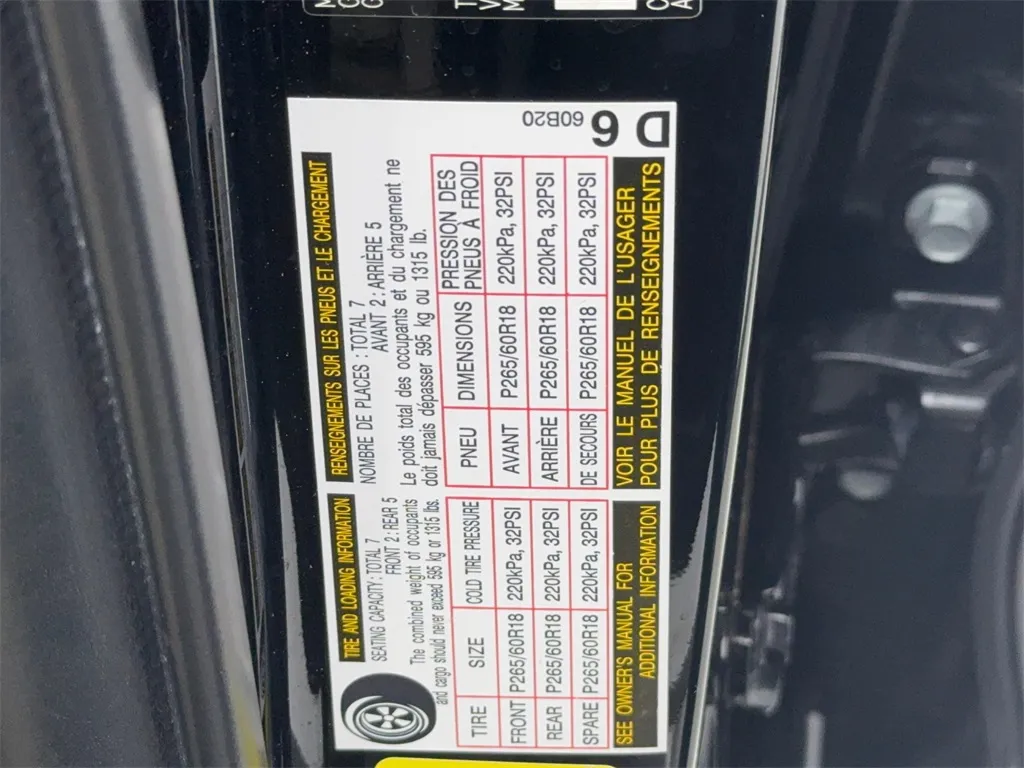 TIRE AND LOADING INFORMATION
SEATING CAPACITY : TOTAL 7
FRONT 2 : REAR 5
The combined weight of occupants
and cargo should never exceed 595 kg or 1315 lbs.
TIRE SIZE COLD TIRE PRESSURE
FRONT P265/60R18 220kPa, 32PSI
REAR P265/60R18 220kPa, 32PSI
SPARE P265/60R18 220kPa, 32PSI
SEE OWNER'S MANUAL FOR
ADDITIONAL INFORMATION
RENSEIGNEMENTS SUR LES PNEUS ET LE CHARGEMENT
NOMBRE DE PLACES : TOTAL 7
AVANT 2 : ARRIÈRE 5
Le poids total des occupants et du chargement ne
doit jamais dépasser 595 kg ou 1315 lb.
PNEU DIMENSIONS PRESSION DES
PNEUS À FROID
AVANT P265/60R18 220kPa, 32PSI
ARRIÈRE P265/60R18 220kPa, 32PSI
DE SECOURS P265/60R18 220kPa, 32PSI
VOIR LE MANUEL DE L'USAGER
POUR PLUS DE RENSEIGNEMENTS
60B20
D 6